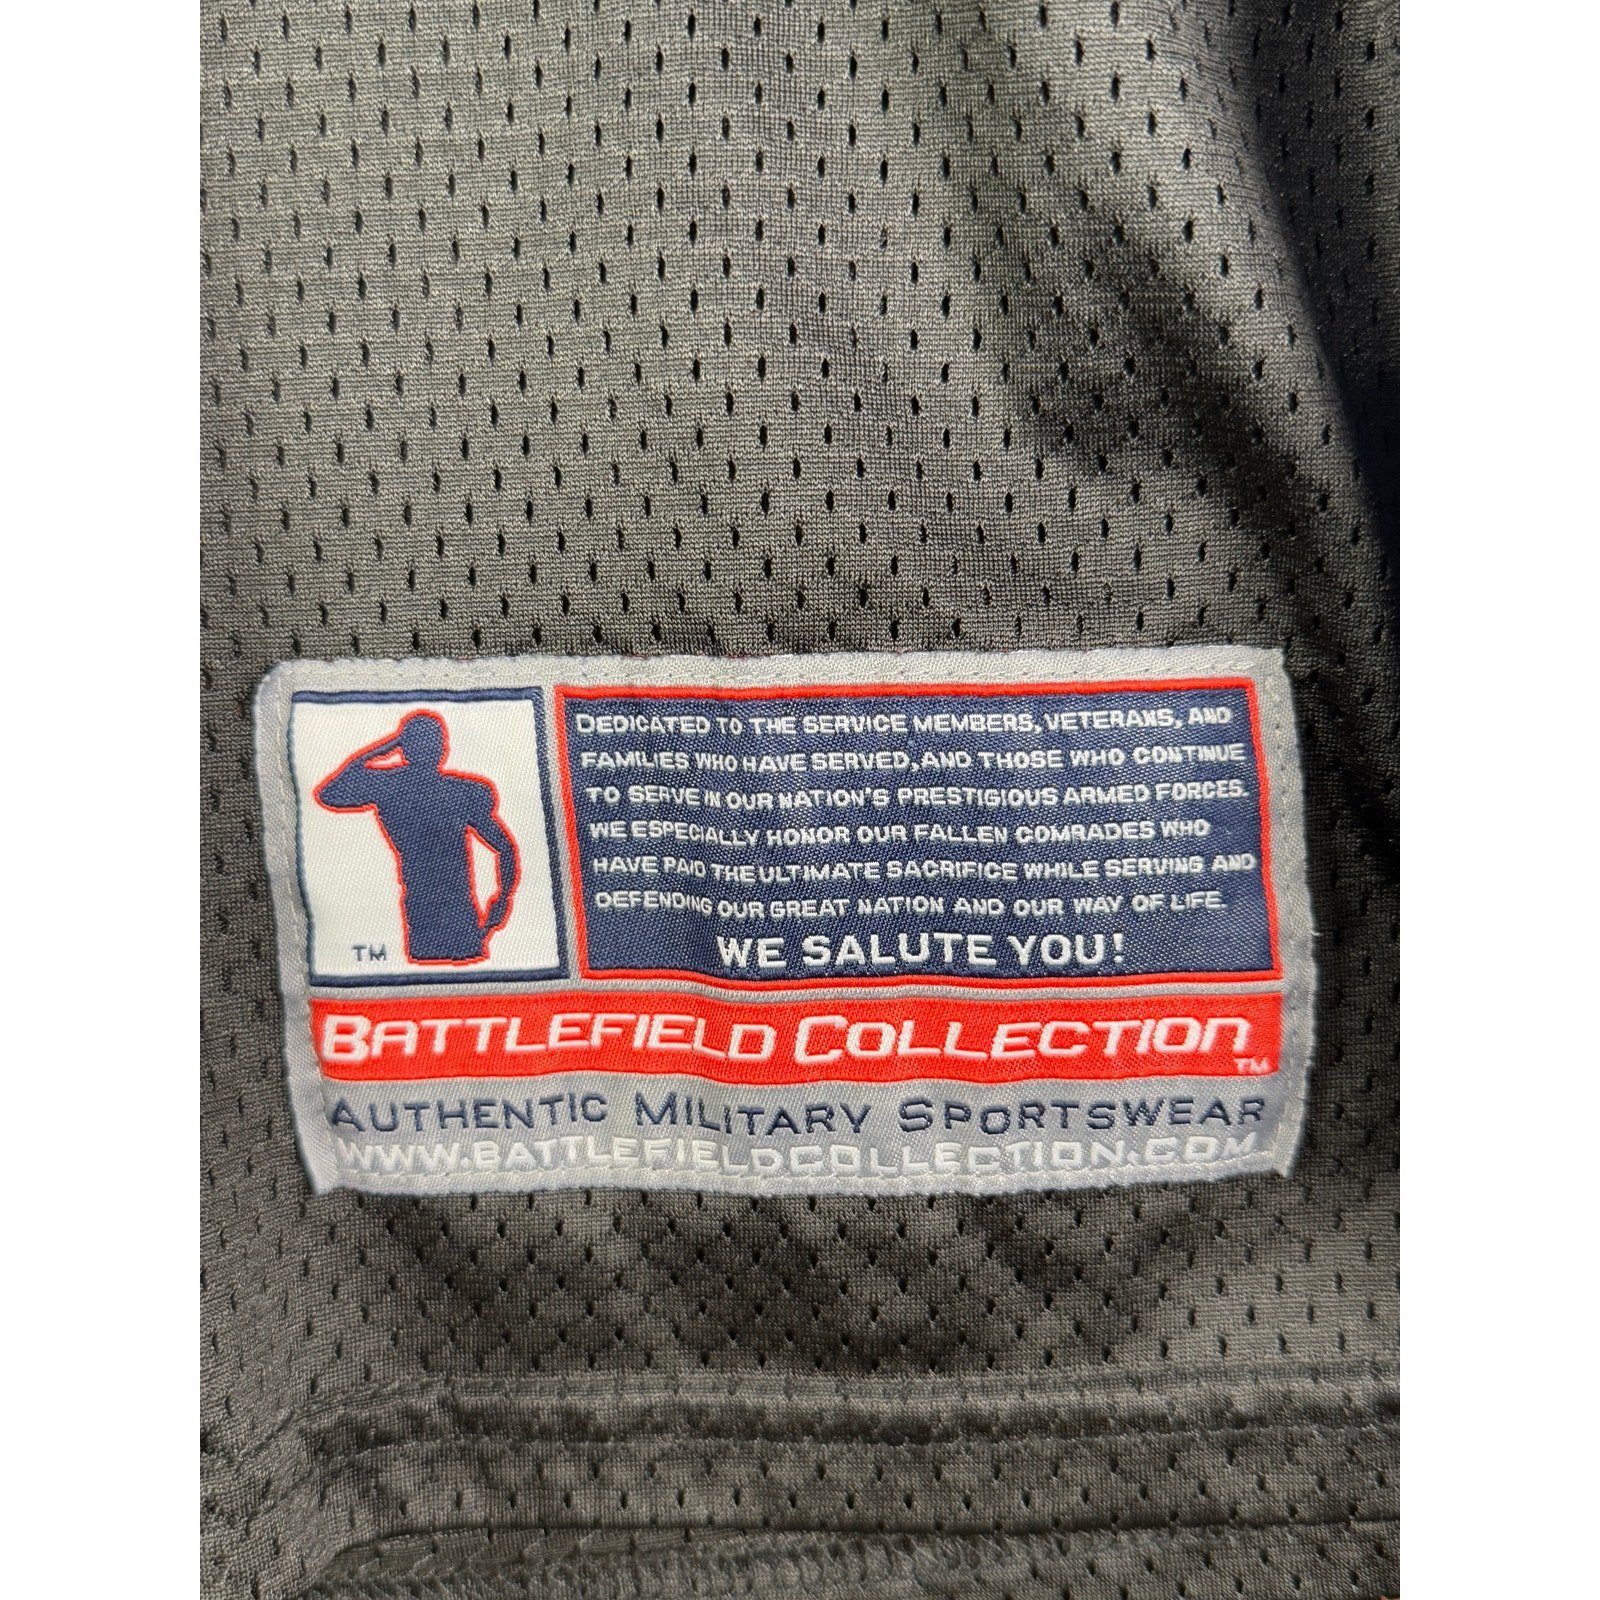 DEDICATED TO THE SERVICE MEMBERS, VETERANS, AND
FAMILIES WHO HAVE SERVED, AND THOSE WHO CONTINUE
TO SERVE IN OUR NATION'S PRESTIGIOUS ARMED FORCES.
WE ESPECIALLY HONOR OUR FALLEN COMRADES WHO
HAVE PAID THE ULTIMATE SACRIFICE WHILE SERVING AND
DEFENDING OUR GREAT NATION AND OUR WAY OF LIFE.
WE SALUTE YOU!
TM
BATTLEFIELD COLLECTION TM
AUTHENTIC MILITARY SPORTSWEAR
WWW.BATTLEFIELDCOLLECTION.COM